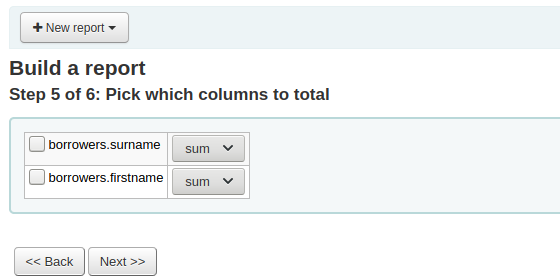 + New report
Build a report
Step 5 of 6: Pick which columns to total
borrowers.surname sum
borrowers.firstname sum
<< Back Next >>